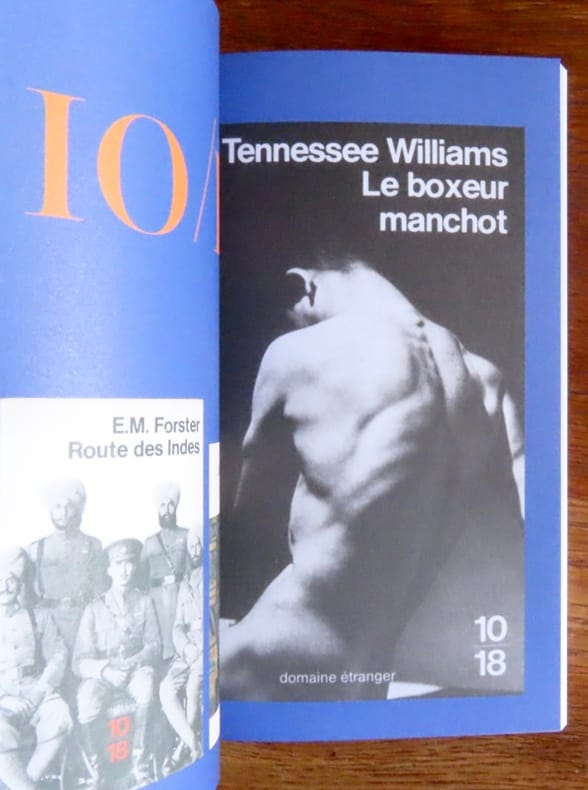 10/
E.M. Forster
Route des Indes
10
18
Tennessee Williams
Le boxeur
manchot
10
18
domaine étranger